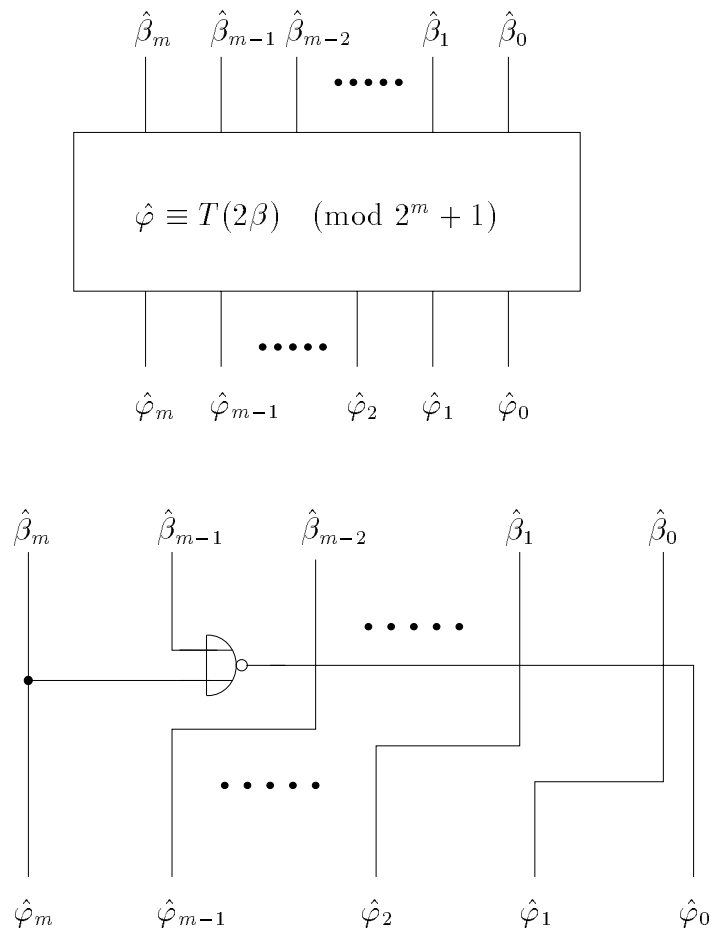 β̂_m β̂_{m−1} β̂_{m−2} ••••• β̂_1 β̂_0
φ̂ ≡ T(2β) (mod 2^m + 1)
••••• 
φ̂_m φ̂_{m−1} φ̂_2 φ̂_1 φ̂_0
β̂_m β̂_{m−1} β̂_{m−2} β̂_1 β̂_0
•••••
•••••
φ̂_m φ̂_{m−1} φ̂_2 φ̂_1 φ̂_0